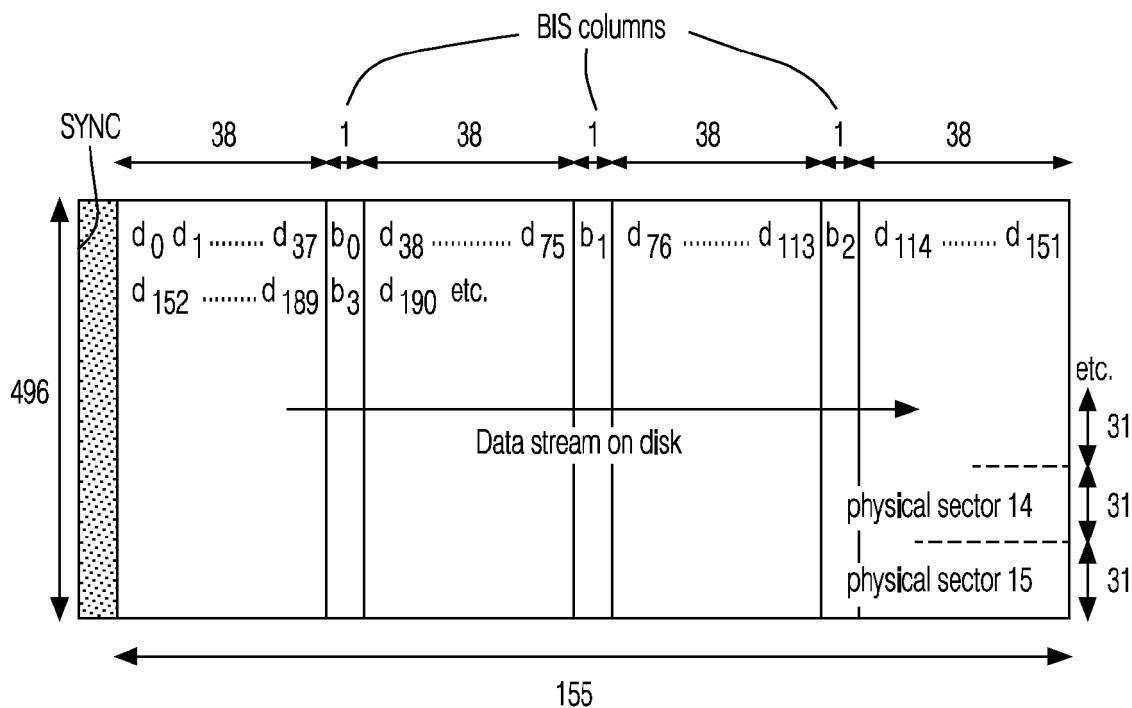 BIS columns
SYNC
38 1 38 1 38 1 38
d0 d1 ......... d37 b0 d38 ............ d75 b1 d76 .......... d113 b2 d114 ........ d151
d152 ......... d189 b3 d190 etc.
496
etc.
31
Data stream on disk
physical sector 14 31
physical sector 15 31
155